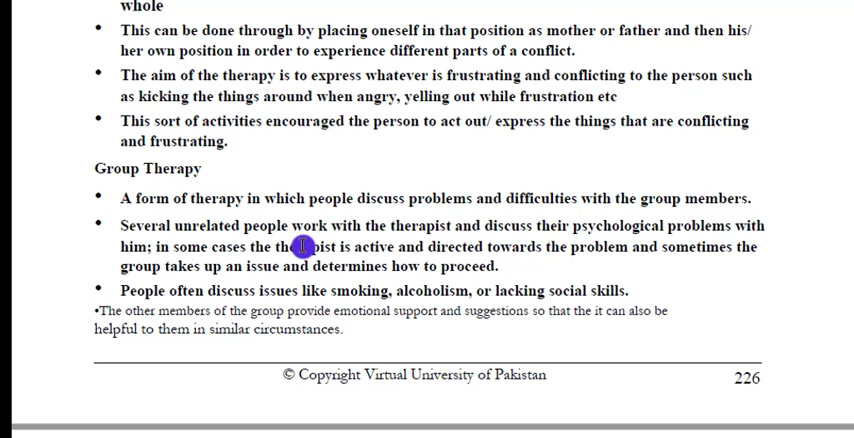 whole
• This can be done through by placing oneself in that position as mother or father and then his/
her own position in order to experience different parts of a conflict.
• The aim of the therapy is to express whatever is frustrating and conflicting to the person such
as kicking the things around when angry, yelling out while frustration etc
• This sort of activities encouraged the person to act out/ express the things that are conflicting
and frustrating.
Group Therapy
• A form of therapy in which people discuss problems and difficulties with the group members.
• Several unrelated people work with the therapist and discuss their psychological problems with
him; in some cases the therapist is active and directed towards the problem and sometimes the
group takes up an issue and determines how to proceed.
• People often discuss issues like smoking, alcoholism, or lacking social skills.
•The other members of the group provide emotional support and suggestions so that the it can also be
helpful to them in similar circumstances.
© Copyright Virtual University of Pakistan 226